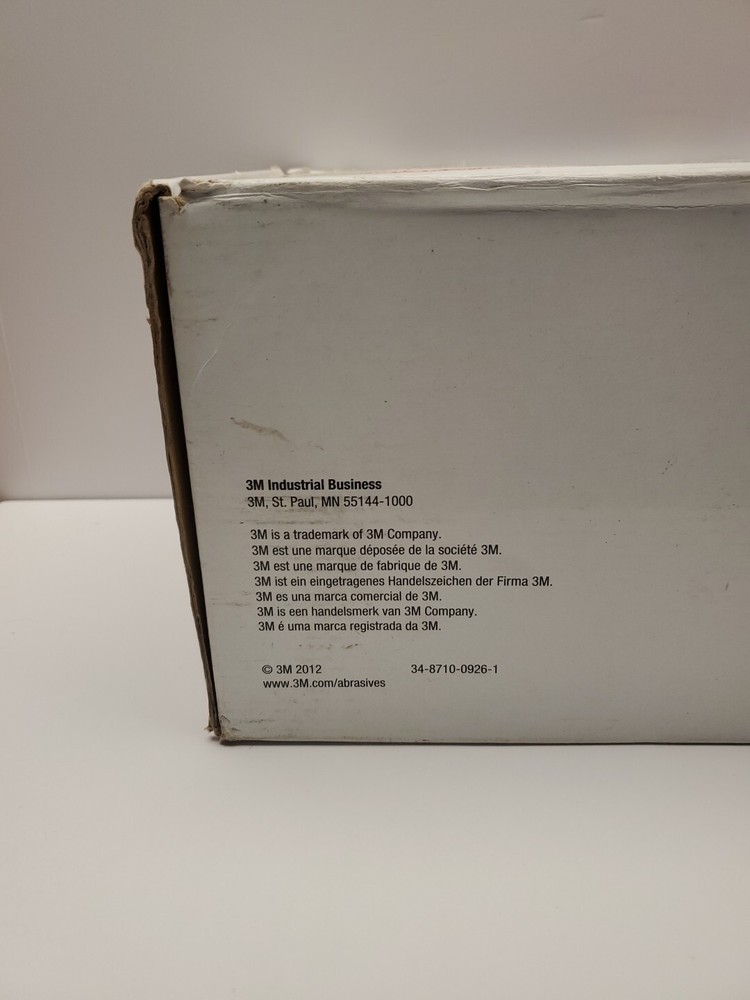 3M Industrial Business
3M, St. Paul, MN 55144-1000
3M is a trademark of 3M Company.
3M est une marque déposée de la société 3M.
3M est une marque de fabrique de 3M.
3M ist ein eingetragenes Handelszeichen der Firma 3M.
3M es una marca comercial de 3M.
3M is een handelsmerk van 3M Company.
3M é uma marca registrada da 3M.
© 3M 2012 34-8710-0926-1
www.3M.com/abrasives